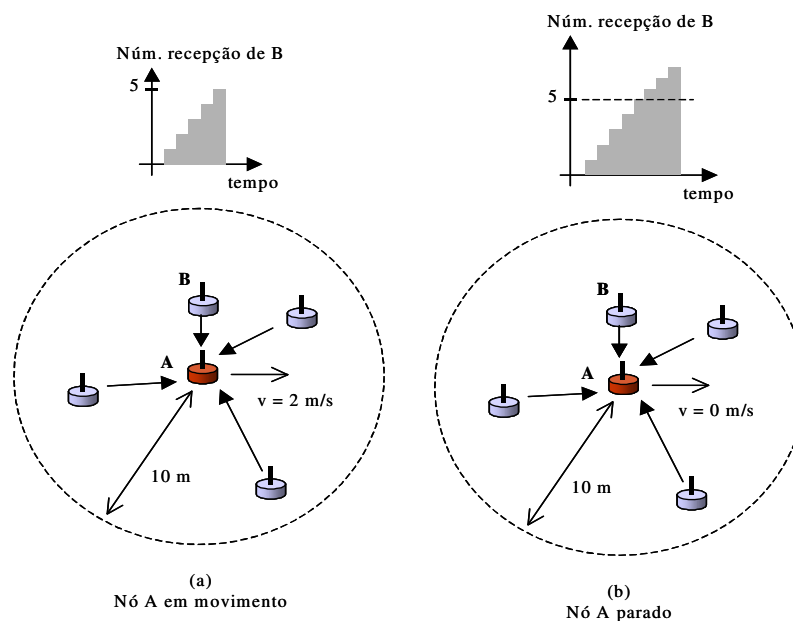 Núm. recepção de B
5
tempo
B
A
v = 2 m/s
10 m
(a)
Nó A em movimento
Núm. recepção de B
5
tempo
B
A
v = 0 m/s
10 m
(b)
Nó A parado